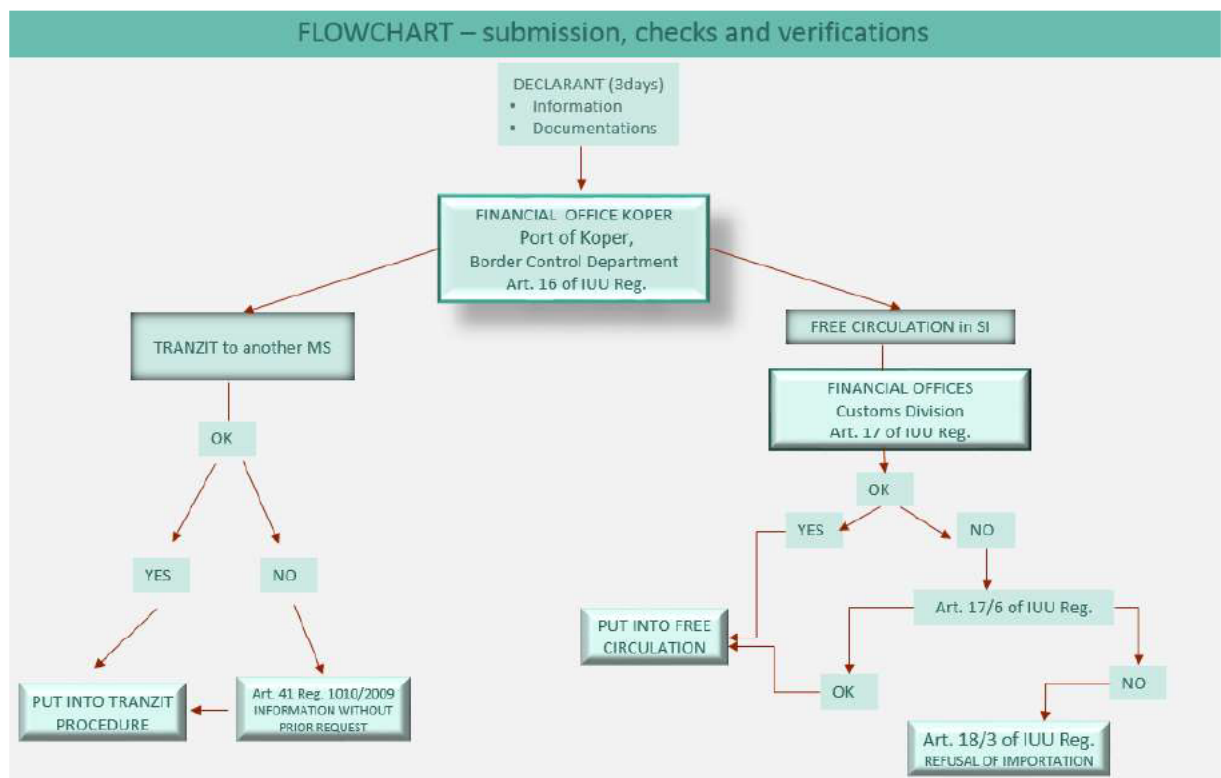 FLOWCHART – submission, checks and verifications
DECLARANT (3days)
▪ Information
▪ Documentations
FINANCIAL OFFICE KOPER
Port of Koper,
Border Control Department
Art. 16 of IUU Reg.
TRANZIT to another MS
FREE CIRCULATION in SI
FINANCIAL OFFICES
Customs Division
Art. 17 of IUU Reg.
OK
OK
YES
NO
YES
NO
Art. 17/6 of IUU Reg.
PUT INTO FREE
CIRCULATION
OK
NO
PUT INTO TRANZIT
PROCEDURE
Art. 41 Reg. 1010/2009
INFORMATION WITHOUT
PRIOR REQUEST
Art. 18/3 of IUU Reg.
REFUSAL OF IMPORTATION